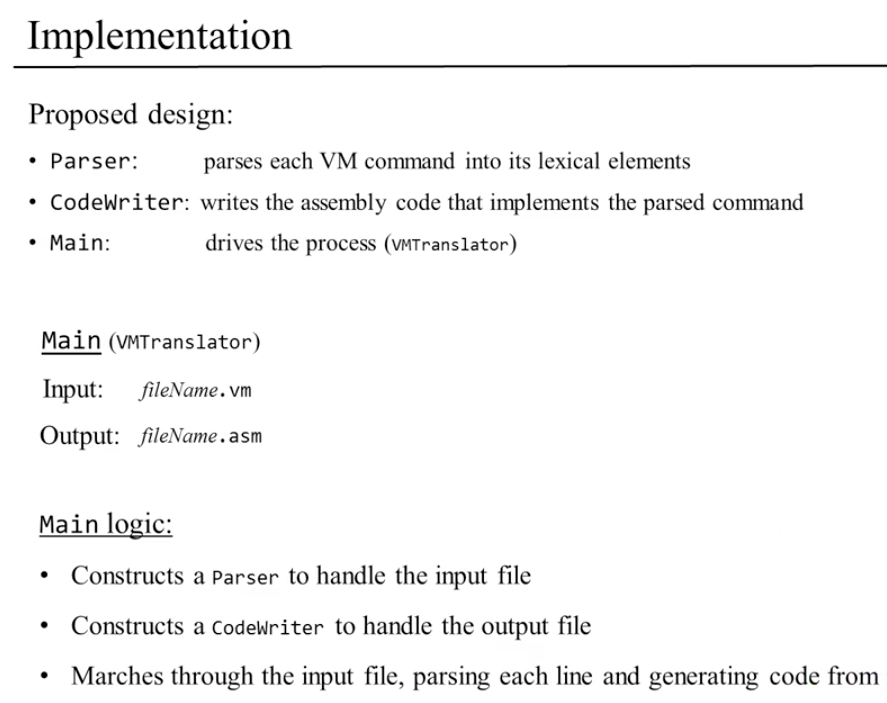 Implementation
Proposed design:
• Parser: parses each VM command into its lexical elements
• CodeWriter: writes the assembly code that implements the parsed command
• Main: drives the process (VMTranslator)
Main (VMTranslator)
Input: fileName.vm
Output: fileName.asm
Main logic:
• Constructs a Parser to handle the input file
• Constructs a CodeWriter to handle the output file
• Marches through the input file, parsing each line and generating code from